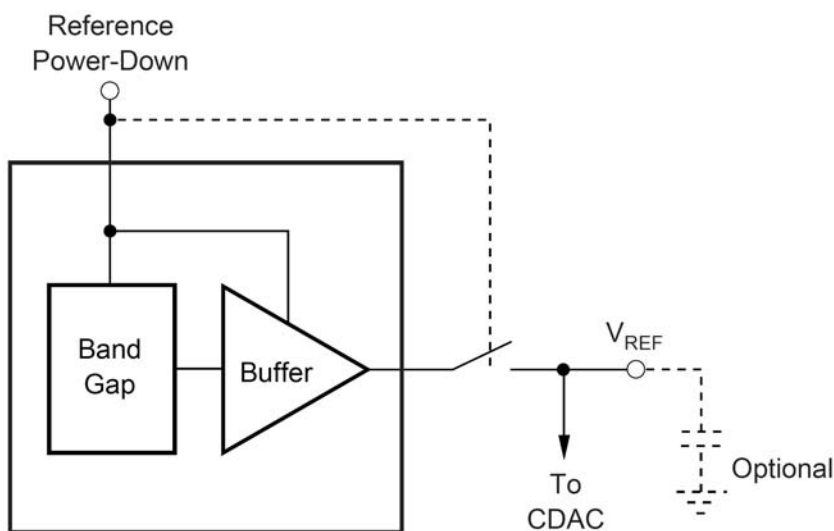 Reference
Power-Down
Band
Gap
Buffer
V_REF
To
CDAC
Optional